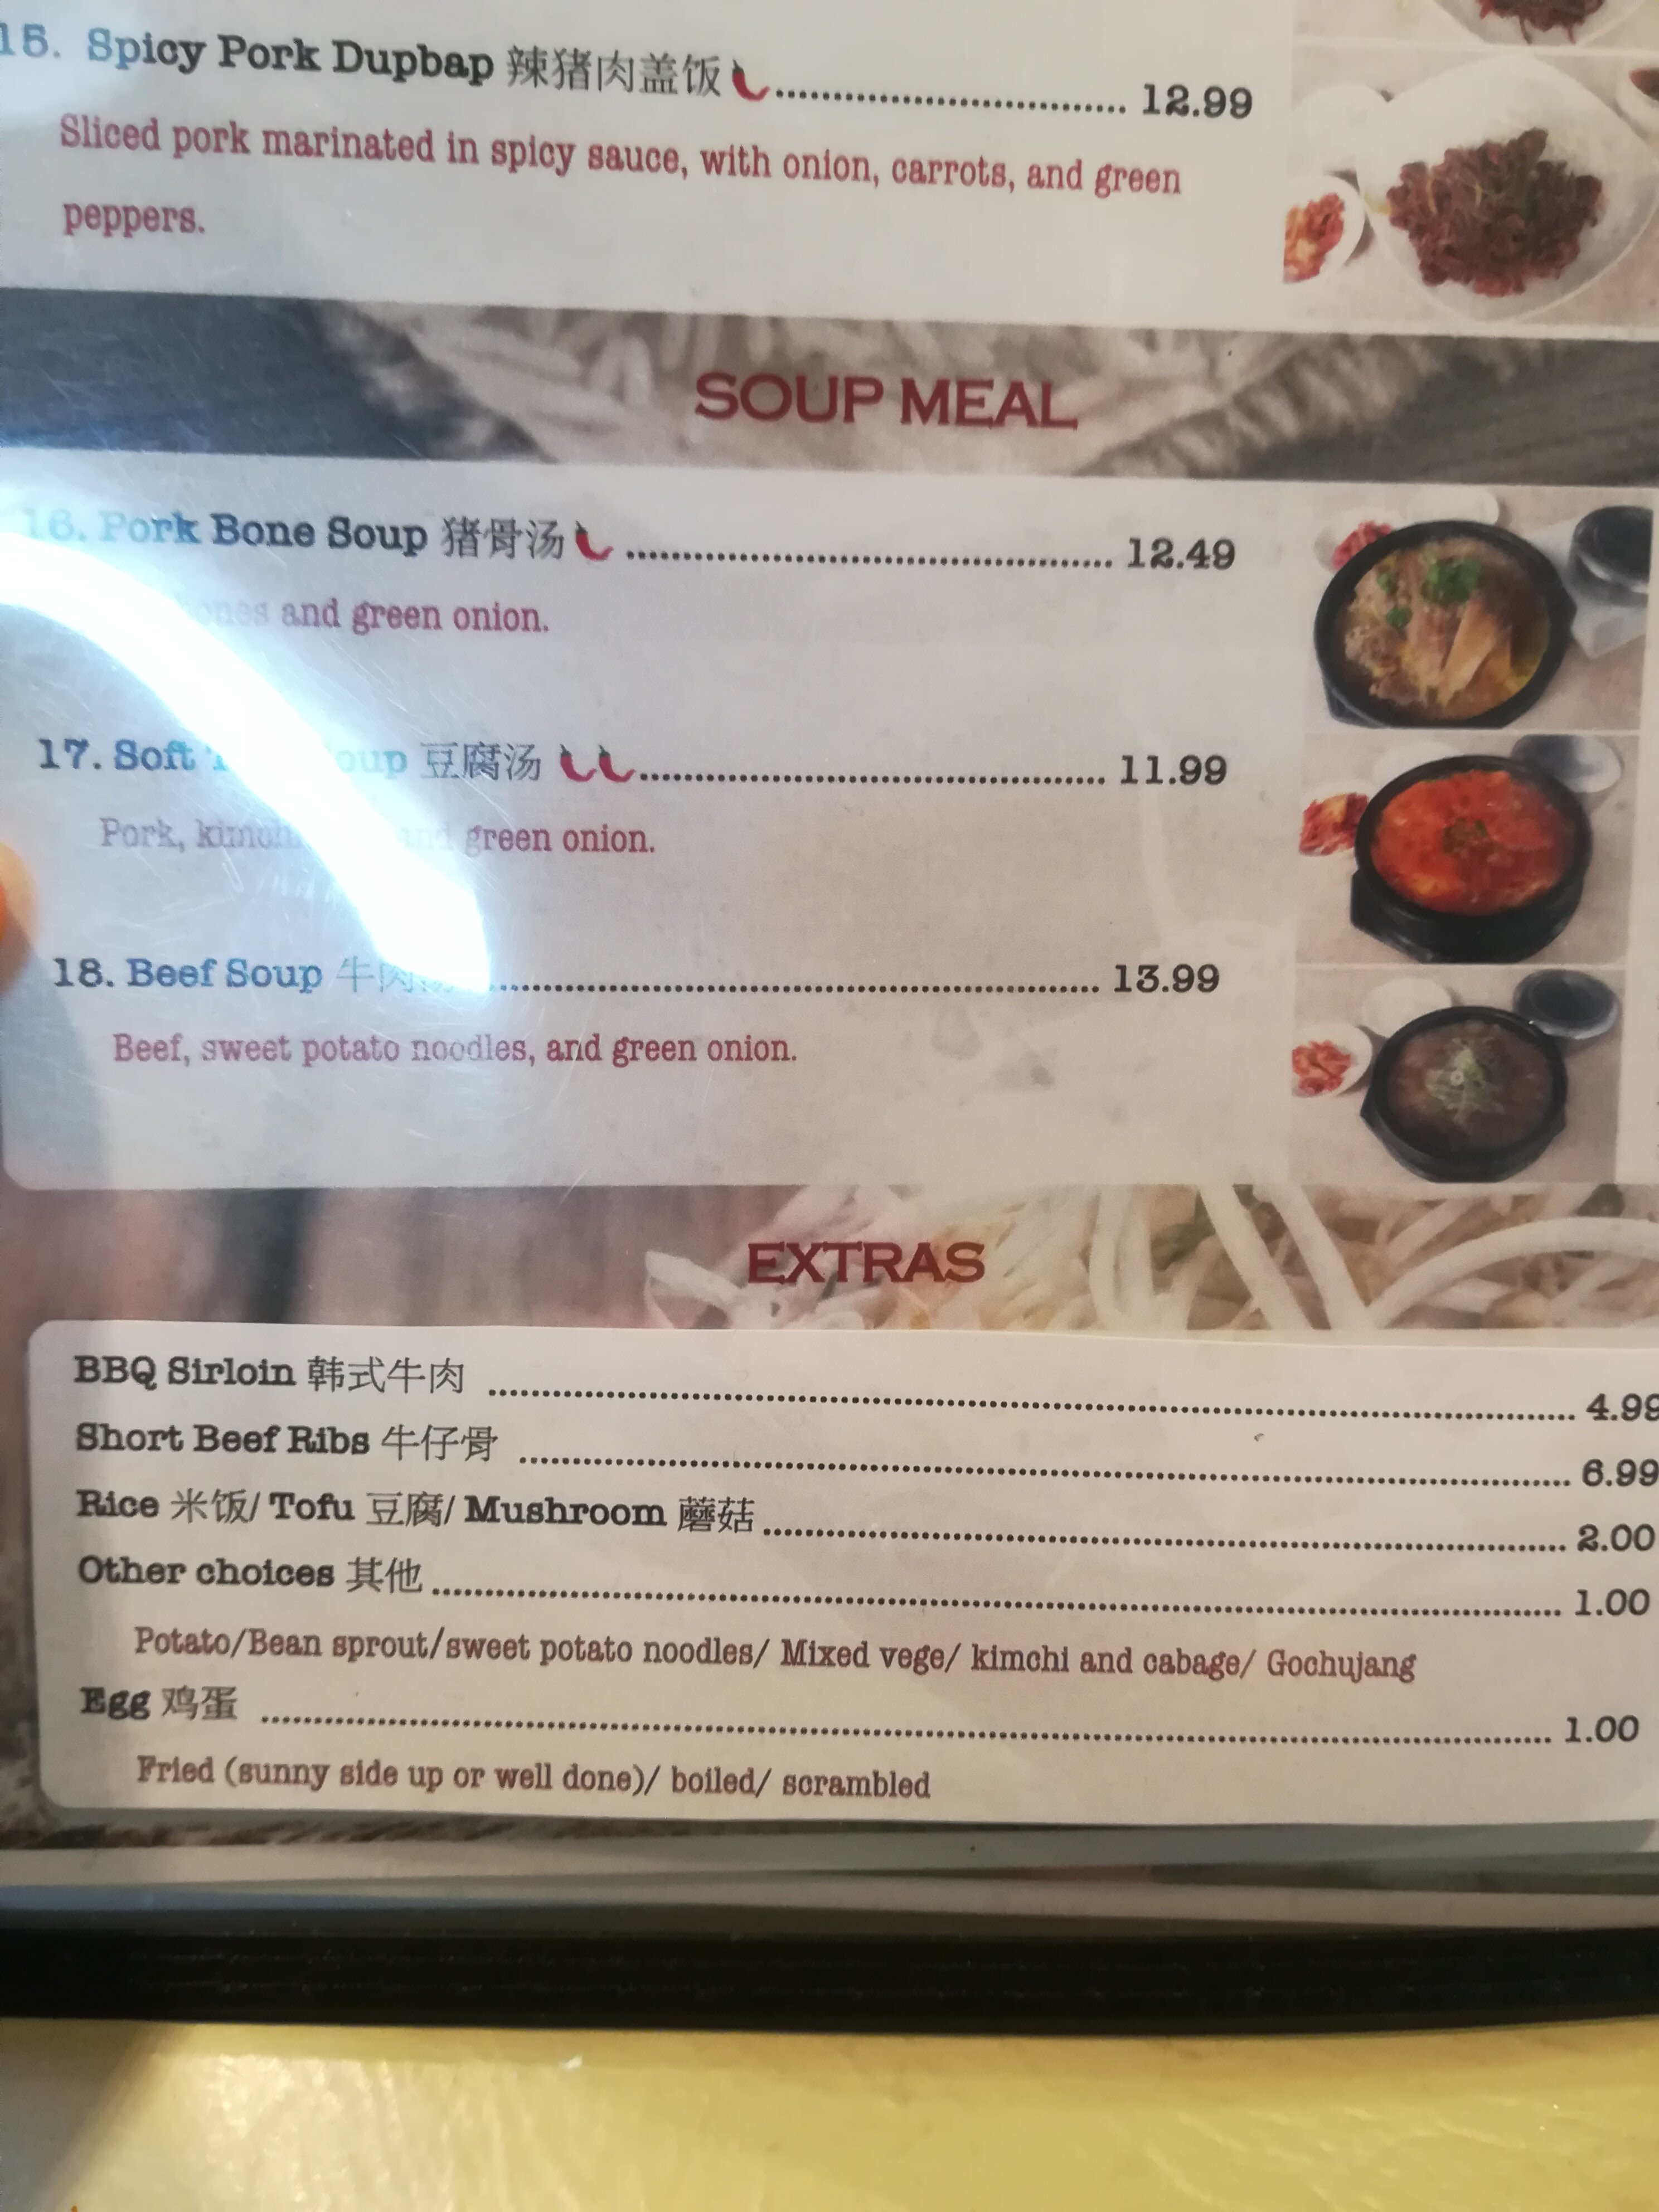 15. Spicy Pork Dupbap 辣猪肉盖饭 12.99
Sliced pork marinated in spicy sauce, with onion, carrots, and green
peppers.
SOUP MEAL
16. Pork Bone Soup 猪骨汤 12.49
and green onion.
17. Soft 豆腐汤 11.99
Pork, green onion.
18. Beef Soup 牛肉 13.99
Beef, sweet potato noodles, and green onion.
EXTRAS
BBQ Sirloin 韩式牛肉 4.99
Short Beef Ribs 牛仔骨 6.99
Rice 米饭/ Tofu 豆腐/ Mushroom 蘑菇 2.00
Other choices 其他 1.00
Potato/Bean sprout/sweet potato noodles/ Mixed vege/ kimchi and cabage/ Gochujang
Egg 鸡蛋 1.00
Fried (sunny side up or well done)/ boiled/ scrambled